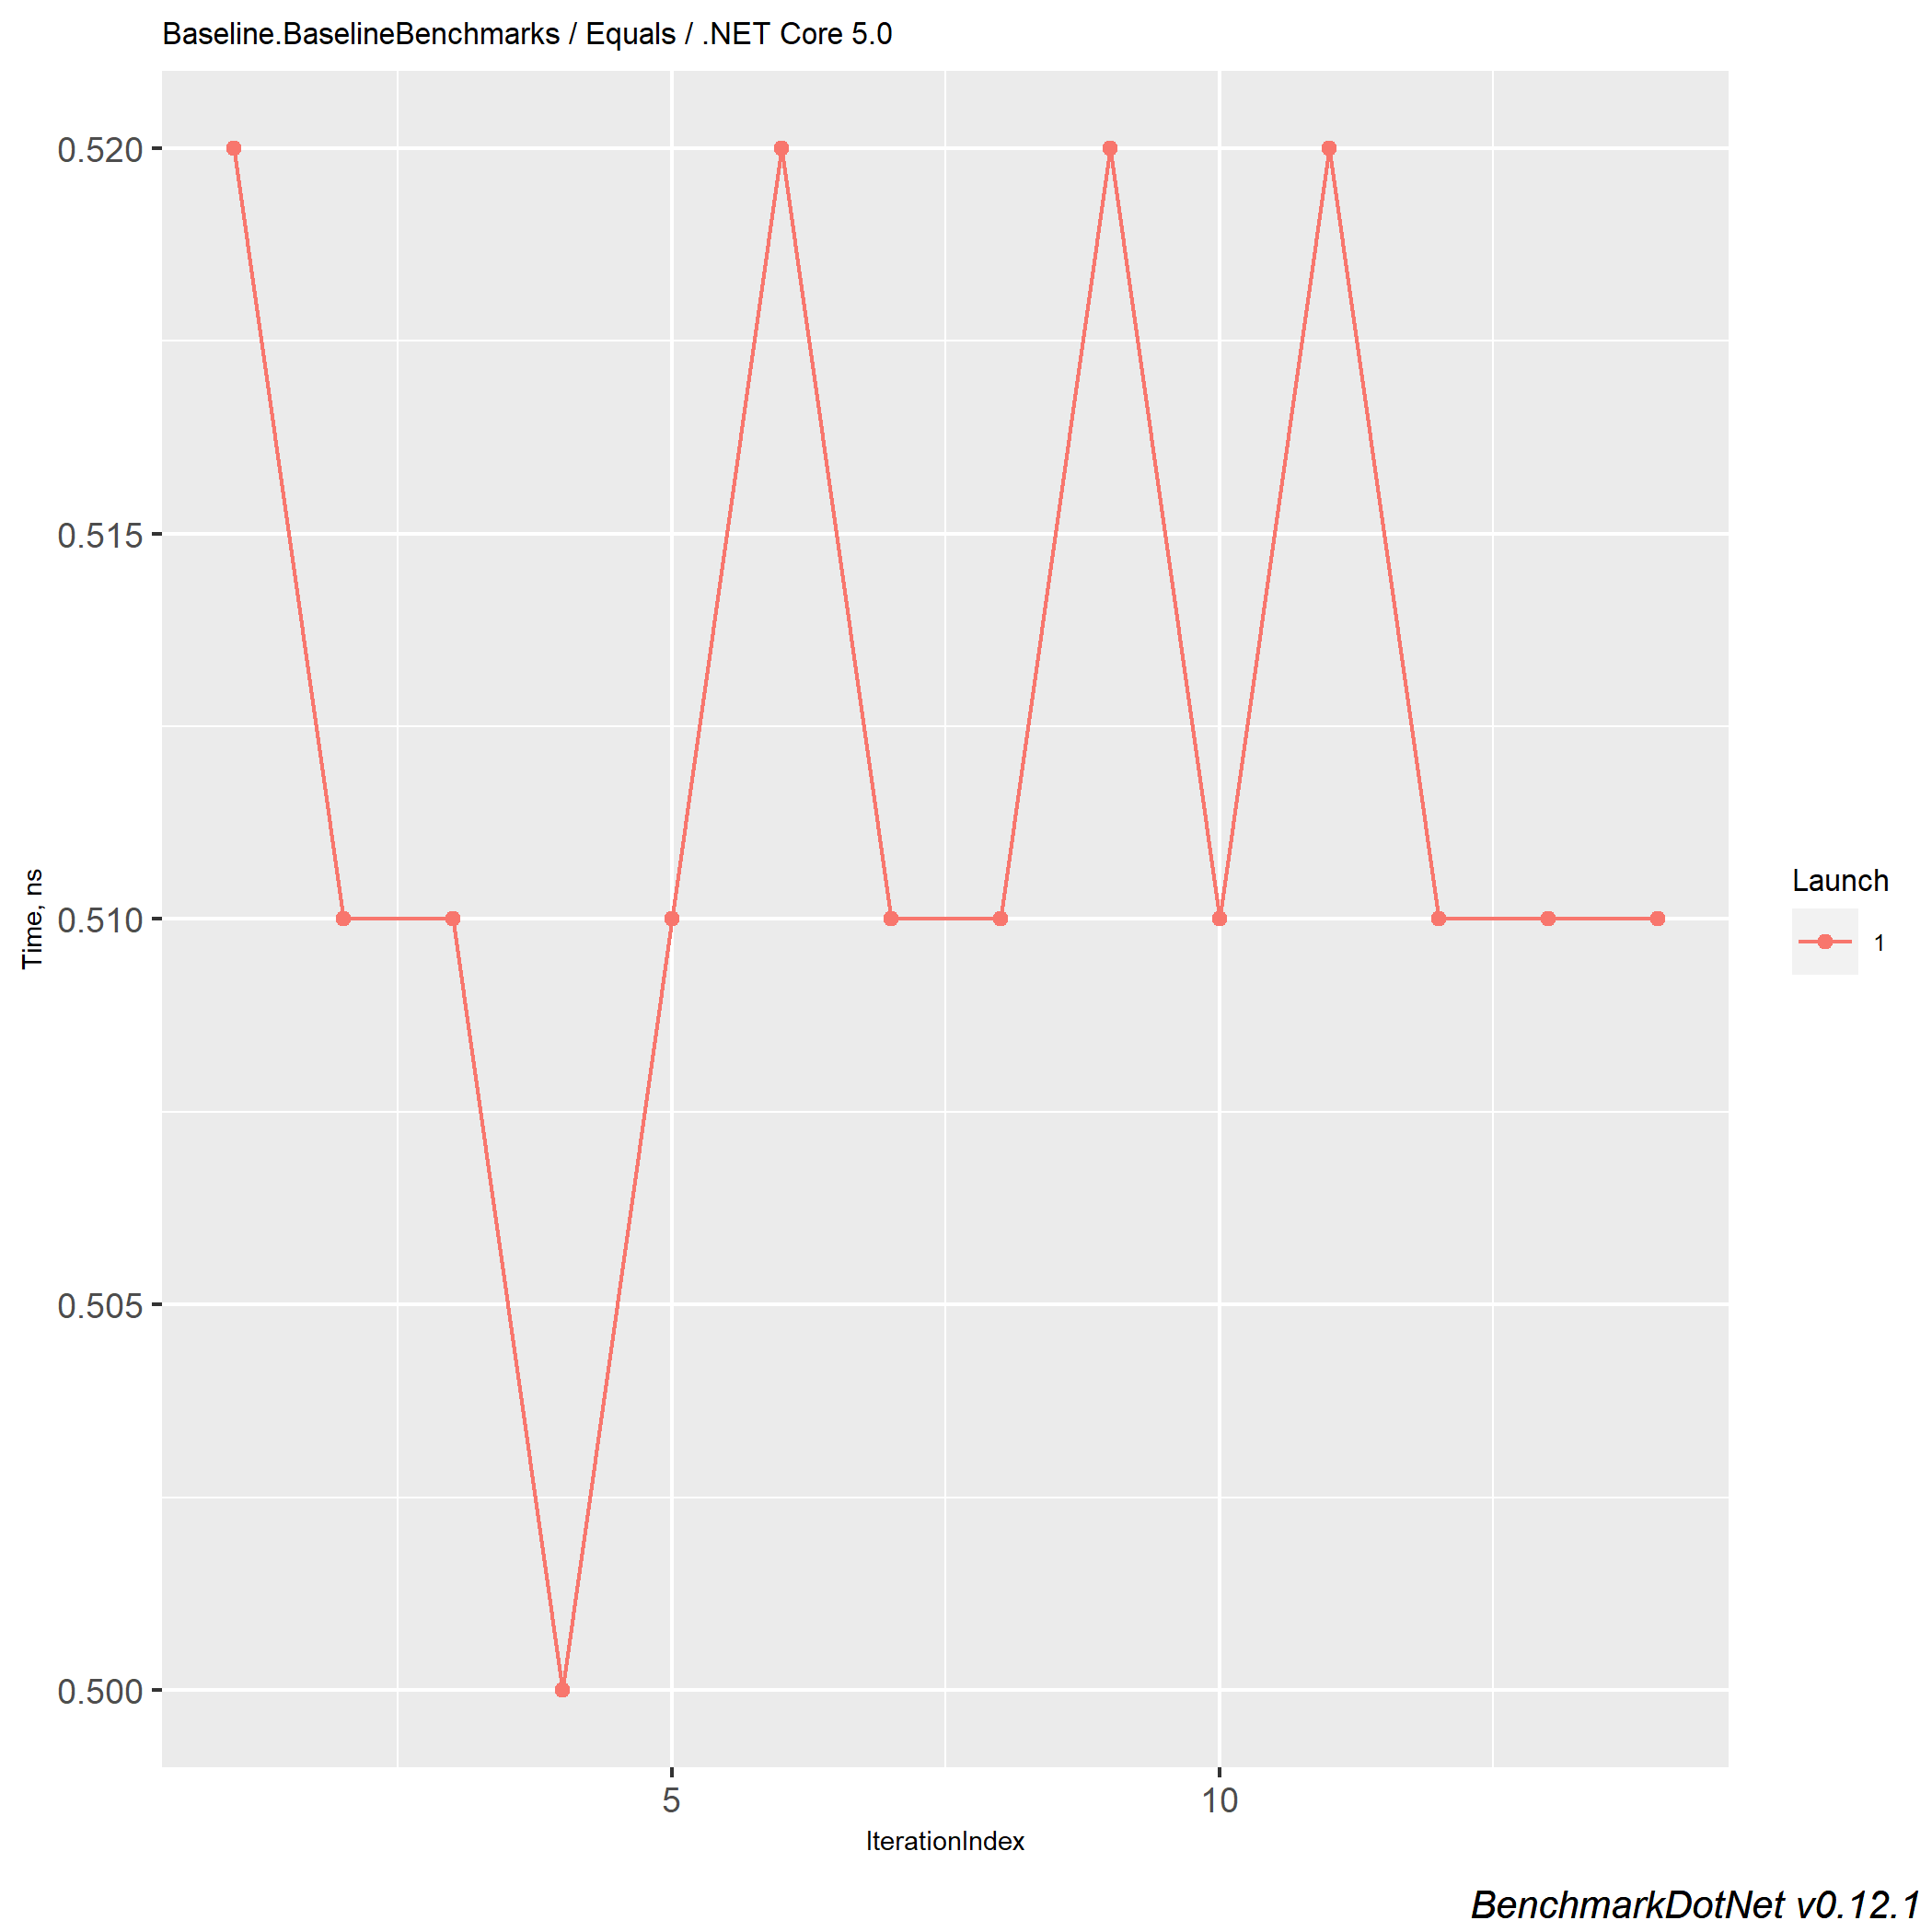 Baseline.BaselineBenchmarks / Equals / .NET Core 5.0
0.520
0.515
0.510
0.505
0.500
Time, ns
5
10
IterationIndex
Launch
1
BenchmarkDotNet v0.12.1